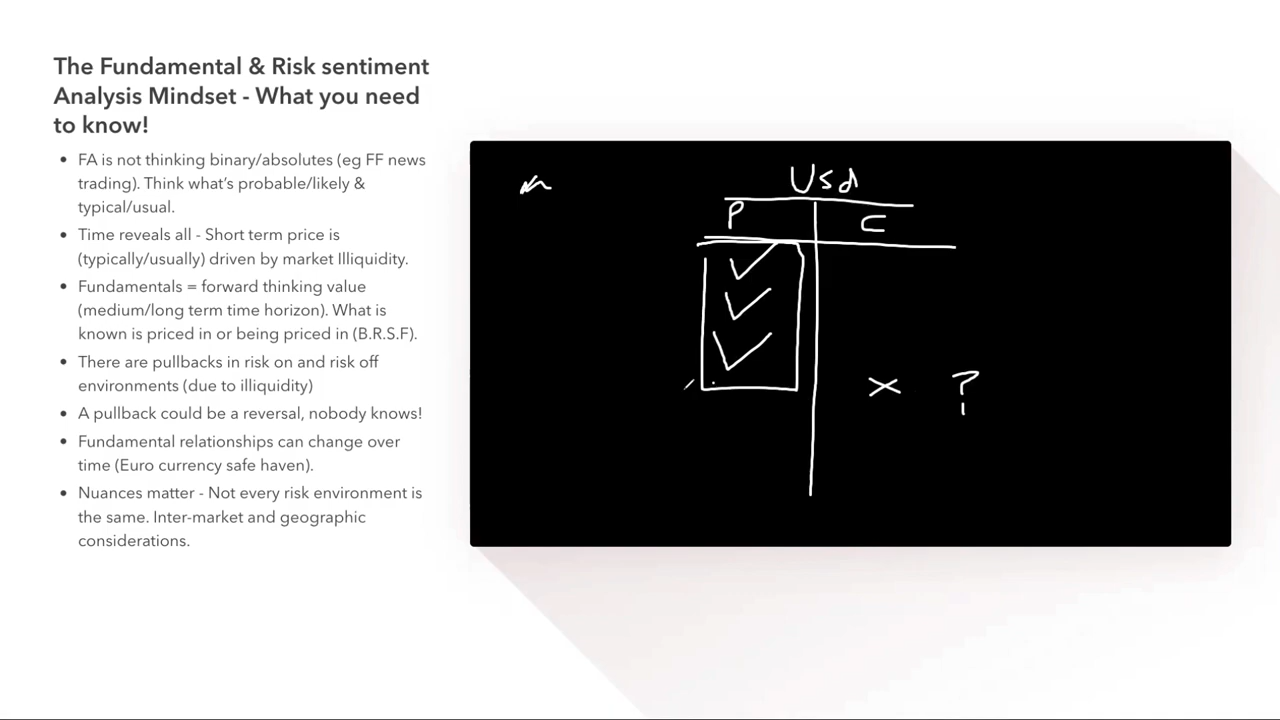 The Fundamental & Risk sentiment
Analysis Mindset - What you need
to know!
• FA is not thinking binary/absolutes (eg FF news
trading). Think what's probable/likely &
typical/usual.
• Time reveals all - Short term price is
(typically/usually) driven by market Illiquidity.
• Fundamentals = forward thinking value
(medium/long term time horizon). What is
known is priced in or being priced in (B.R.S.F).
• There are pullbacks in risk on and risk off
environments (due to illiquidity)
• A pullback could be a reversal, nobody knows!
• Fundamental relationships can change over
time (Euro currency safe haven).
• Nuances matter - Not every risk environment is
the same. Inter-market and geographic
considerations.
Usd
P C
✓
✓
✓
× ?